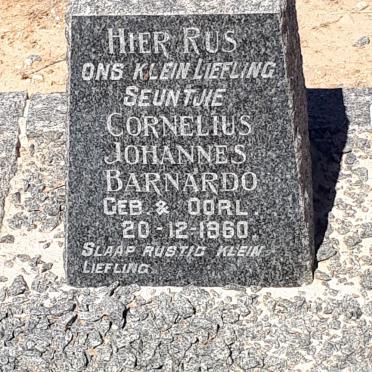 HIER RUS
ONS KLEIN LIEFLING
SEUNTJIE
CORNELIUS
JOHANNES
BARNARDO
GEB. & OORL.
20-12-1960.
SLAAP RUSTIG KLEIN
LIEFLING.